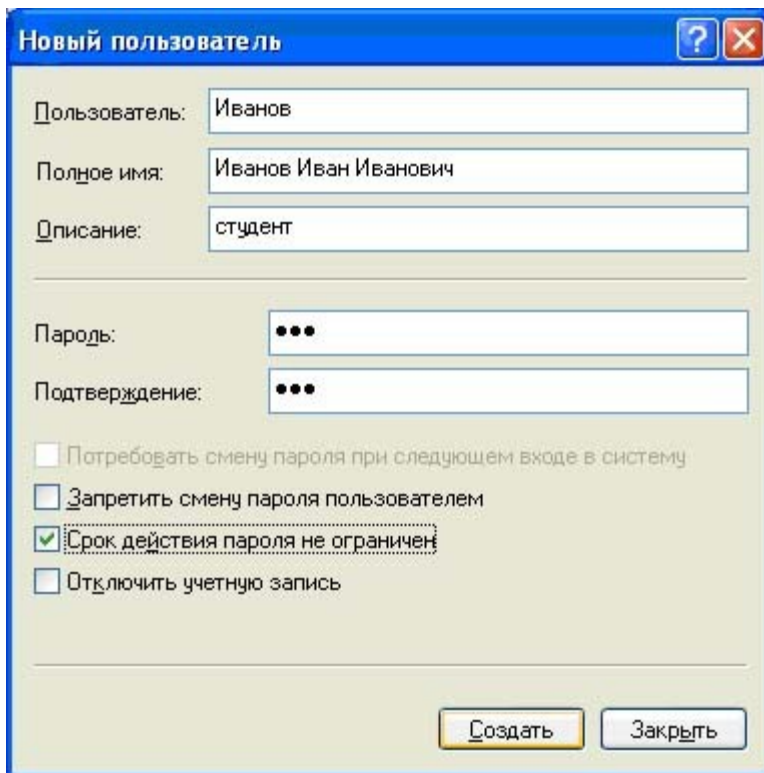 Новый пользователь
Пользователь: Иванов
Полное имя: Иванов Иван Иванович
Описание: студент
Пароль: •••
Подтверждение: •••
Потребовать смену пароля при следующем входе в систему
Запретить смену пароля пользователем
Срок действия пароля не ограничен
Отключить учетную запись
Создать Закрыть